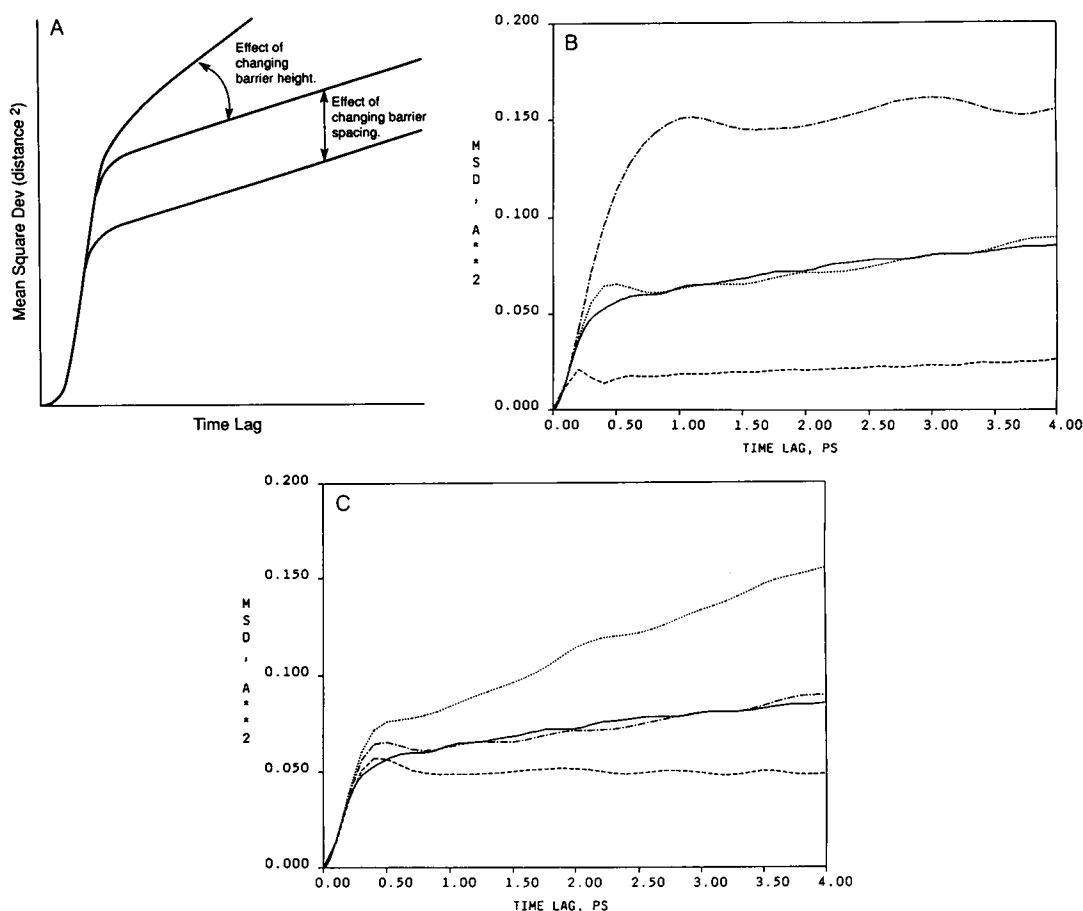 A
Effect of
changing
barrier height.
Effect of
changing barrier
spacing.
Mean Square Dev (distance 2)
Time Lag
B
0.200
0.150
0.100
0.050
0.000
MSD, A**2
0.00 0.50 1.00 1.50 2.00 2.50 3.00 3.50 4.00
TIME LAG, PS
C
0.200
0.150
0.100
0.050
0.000
MSD, A**2
0.00 0.50 1.00 1.50 2.00 2.50 3.00 3.50 4.00
TIME LAG, PS